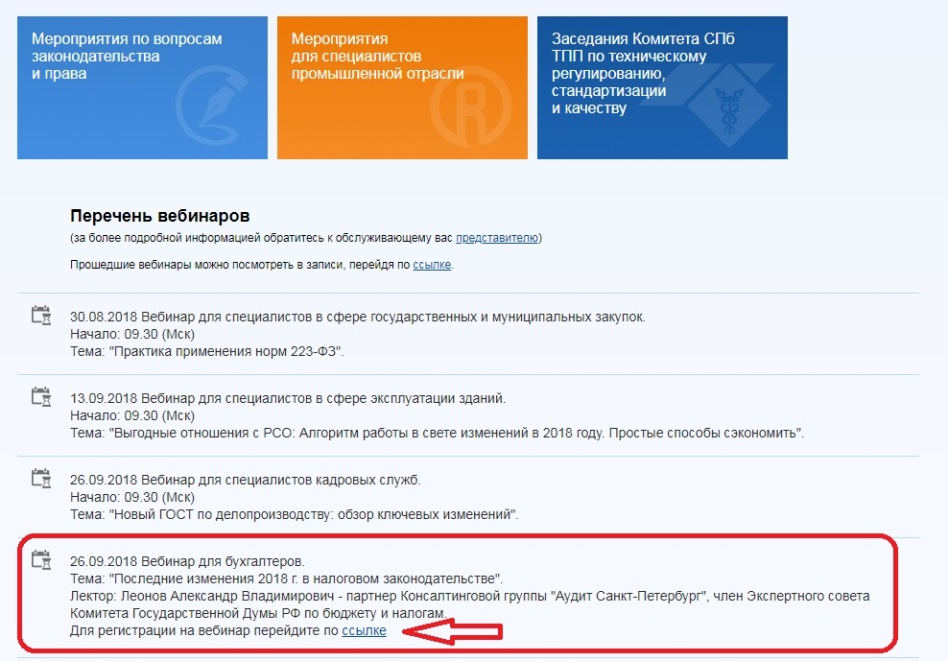 Мероприятия по вопросам
законодательства
и права
Мероприятия
для специалистов
промышленной отрасли
Заседания Комитета СПб
ТПП по техническому
регулированию,
стандартизации
и качеству
Перечень вебинаров
(за более подробной информацией обратитесь к обслуживающему вас представителю)
Прошедшие вебинары можно посмотреть в записи, перейдя по ссылке.
30.08.2018 Вебинар для специалистов в сфере государственных и муниципальных закупок.
Начало: 09.30 (Мск)
Тема: "Практика применения норм 223-ФЗ".
13.09.2018 Вебинар для специалистов в сфере эксплуатации зданий.
Начало: 09.30 (Мск)
Тема: "Выгодные отношения с РСО: Алгоритм работы в свете изменений в 2018 году. Простые способы сэкономить".
26.09.2018 Вебинар для специалистов кадровых служб.
Начало: 09.30 (Мск)
Тема: "Новый ГОСТ по делопроизводству: обзор ключевых изменений".
26.09.2018 Вебинар для бухгалтеров.
Тема: "Последние изменения 2018 г. в налоговом законодательстве".
Лектор: Леонов Александр Владимирович - партнер Консалтинговой группы "Аудит Санкт-Петербург", член Экспертного совета
Комитета Государственной Думы РФ по бюджету и налогам.
Для регистрации на вебинар перейдите по ссылке